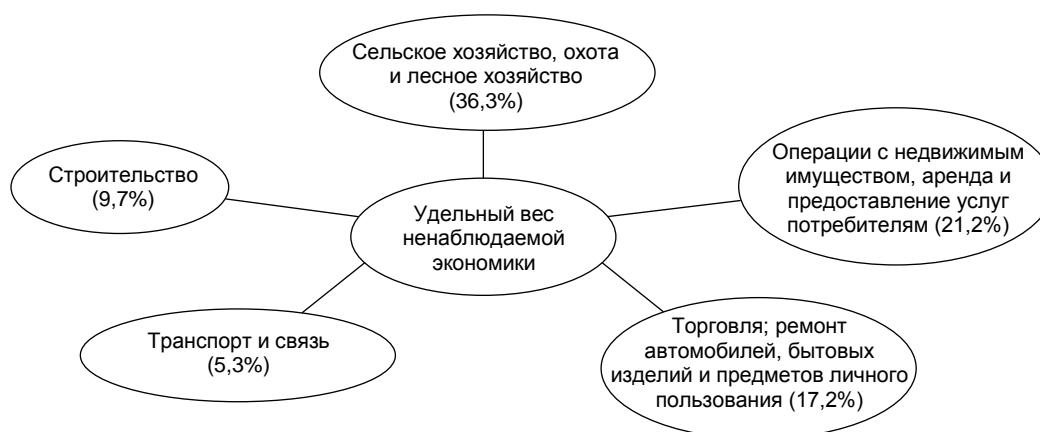 Сельское хозяйство, охота
и лесное хозяйство
(36,3%)
Строительство
(9,7%)
Операции с недвижимым
имуществом, аренда и
предоставление услуг
потребителям (21,2%)
Удельный вес
ненаблюдаемой
экономики
Транспорт и связь
(5,3%)
Торговля; ремонт
автомобилей, бытовых
изделий и предметов личного
пользования (17,2%)